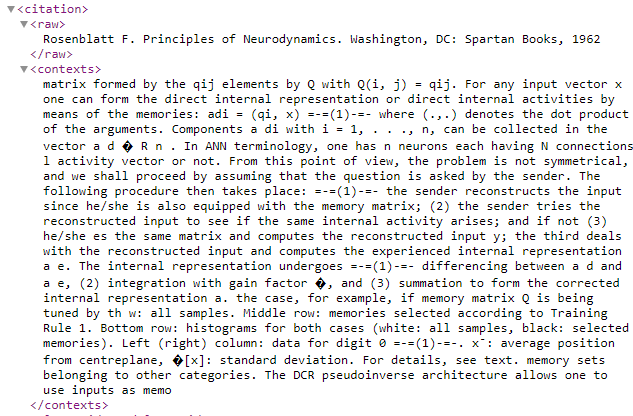 <citation>
<raw>
Rosenblatt F. Principles of Neurodynamics. Washington, DC: Spartan Books, 1962
</raw>
<contexts>
matrix formed by the qij elements by Q with Q(i, j) = qij. For any input vector x
one can form the direct internal representation or direct internal activities by
means of the memories: adi = (qi, x) =-=(1)-=- where (.,.) denotes the dot product
of the arguments. Components a di with i = 1, . . ., n, can be collected in the
vector a d � R n . In ANN terminology, one has n neurons each having N connections
l activity vector or not. From this point of view, the problem is not symmetrical,
and we shall proceed by assuming that the question is asked by the sender. The
following procedure then takes place: =-=(1)-=- the sender reconstructs the input
since he/she is also equipped with the memory matrix; (2) the sender tries the
reconstructed input to see if the same internal activity arises; and if not (3)
he/she es the same matrix and computes the reconstructed input y; the third deals
with the reconstructed input and computes the experienced internal representation
a e. The internal representation undergoes =-=(1)-=- differencing between a d and
a e, (2) integration with gain factor �, and (3) summation to form the corrected
internal representation a. the case, for example, if memory matrix Q is being
tuned by th w: all samples. Middle row: memories selected according to Training
Rule 1. Bottom row: histograms for both cases (white: all samples, black: selected
memories). Left (right) column: data for digit 0 =-=(1)-=-. x¯: average position
from centreplane, �[x]: standard deviation. For details, see text. memory sets
belonging to other categories. The DCR pseudoinverse architecture allows one to
use inputs as memo
</contexts>